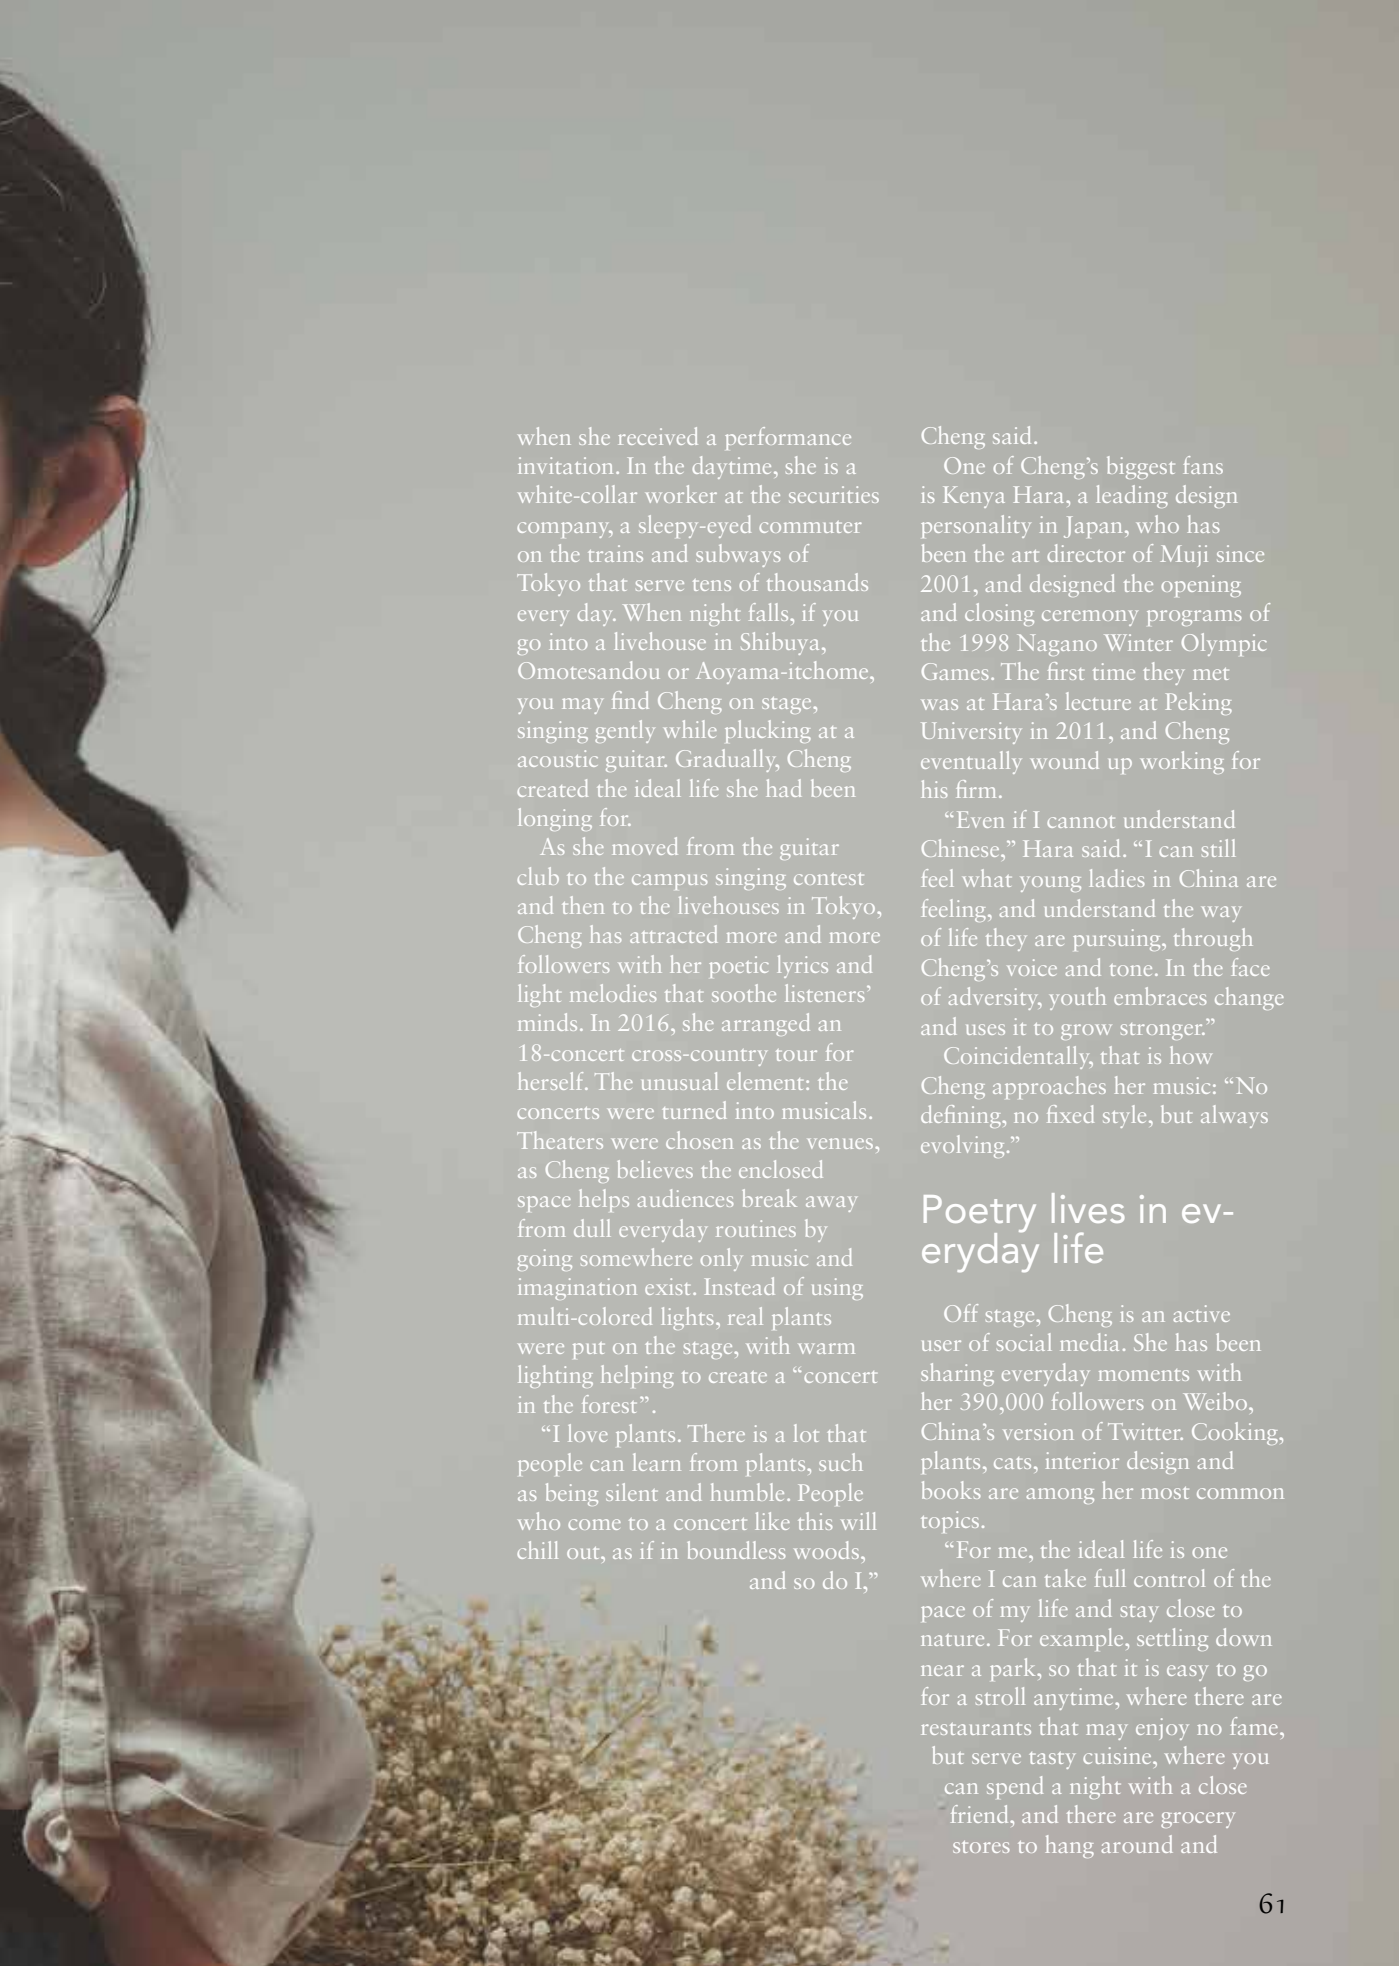 when she received a performance
invitation. In the daytime, she is a
white-collar worker at the securities
company, a sleepy-eyed commuter
on the trains and subways of
Tokyo that serve tens of thousands
every day. When night falls, if you
go into a livehouse in Shibuya,
Omotesandou or Aoyama-itchome,
you may find Cheng on stage,
singing gently while plucking at a
acoustic guitar. Gradually, Cheng
created the ideal life she had been
longing for.
As she moved from the guitar
club to the campus singing contest
and then to the livehouses in Tokyo,
Cheng has attracted more and more
followers with her poetic lyrics and
light melodies that soothe listeners’
minds. In 2016, she arranged an
18-concert cross-country tour for
herself. The unusual element: the
concerts were turned into musicals.
Theaters were chosen as the venues,
as Cheng believes the enclosed
space helps audiences break away
from dull everyday routines by
going somewhere only music and
imagination exist. Instead of using
multi-colored lights, real plants
were put on the stage, with warm
lighting helping to create a “concert
in the forest”.
“I love plants. There is a lot that
people can learn from plants, such
as being silent and humble. People
who come to a concert like this will
chill out, as if in boundless woods,
and so do I,”
Cheng said.
One of Cheng’s biggest fans
is Kenya Hara, a leading design
personality in Japan, who has
been the art director of Muji since
2001, and designed the opening
and closing ceremony programs of
the 1998 Nagano Winter Olympic
Games. The first time they met
was at Hara’s lecture at Peking
University in 2011, and Cheng
eventually wound up working for
his firm.
“Even if I cannot understand
Chinese,” Hara said. “I can still
feel what young ladies in China are
feeling, and understand the way
of life they are pursuing, through
Cheng’s voice and tone. In the face
of adversity, youth embraces change
and uses it to grow stronger.”
Coincidentally, that is how
Cheng approaches her music: “No
defining, no fixed style, but always
evolving.”
Poetry lives in ev-
eryday life
Off stage, Cheng is an active
user of social media. She has been
sharing everyday moments with
her 390,000 followers on Weibo,
China’s version of Twitter. Cooking,
plants, cats, interior design and
books are among her most common
topics.
“For me, the ideal life is one
where I can take full control of the
pace of my life and stay close to
nature. For example, settling down
near a park, so that it is easy to go
for a stroll anytime, where there are
restaurants that may enjoy no fame,
but serve tasty cuisine, where you
can spend a night with a close
friend, and there are grocery
stores to hang around and
61